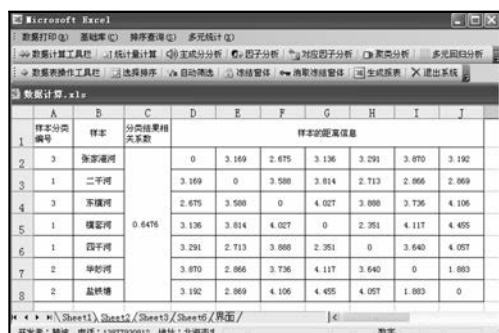 Microsoft Excel
数据打印(Q) 基础库(C) 排序查询(S) 多元统计(Q)
数据计算工具栏 统计量计算 主成分分析 因子分析 对应因子分析 聚类分析 多元回归分析
数据表操作工具栏 选择排序 自动筛选 冻结窗体 消取冻结窗体 生成报表 退出系统
数据计算.xls
A B C D E F G H I J
1 样本分类编号 样本 分类结果相关系数 样本的距离信息
2 3 张家港河 0 3.169 2.675 3.136 3.291 3.870 3.192
3 1 二干河 3.169 0 3.588 3.814 2.713 2.866 2.869
4 3 东横河 2.675 3.588 0 4.027 3.888 3.736 4.106
5 1 横套河 0.6476 3.136 3.814 4.027 0 2.351 4.117 4.455
6 1 四干河 3.291 2.713 3.888 2.351 0 3.640 4.057
7 2 华妙河 3.870 2.866 3.736 4.117 3.640 0 1.883
8 2 盐铁塘 3.192 2.869 4.106 4.455 4.057 1.883 0
Sheet1 Sheet2 Sheet3 Sheet6 界面